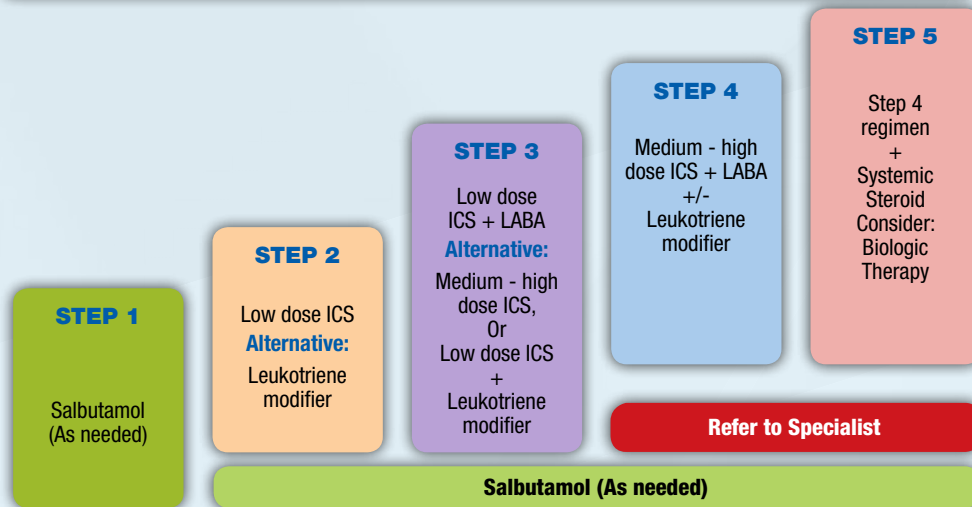 STEP 1
Salbutamol
(As needed)
STEP 2
Low dose ICS
Alternative:
Leukotriene
modifier
STEP 3
Low dose
ICS + LABA
Alternative:
Medium - high
dose ICS,
Or
Low dose ICS
+
Leukotriene
modifier
STEP 4
Medium - high
dose ICS + LABA
+/-
Leukotriene
modifier
STEP 5
Step 4
regimen
+
Systemic
Steroid
Consider:
Biologic
Therapy
Refer to Specialist
Salbutamol (As needed)